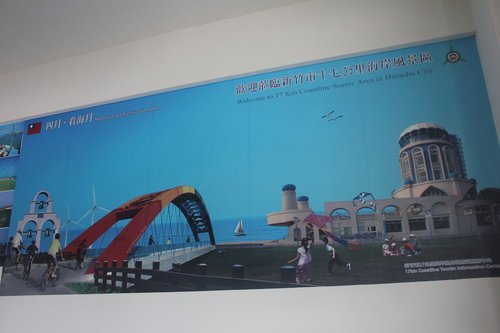 歡迎蒞臨新竹市十七公里海岸風景區
Welcome to 17 Km Coastline Scenic Area in Hsinchu City
四月‧看海月
17km Coastline Tourist Information Center